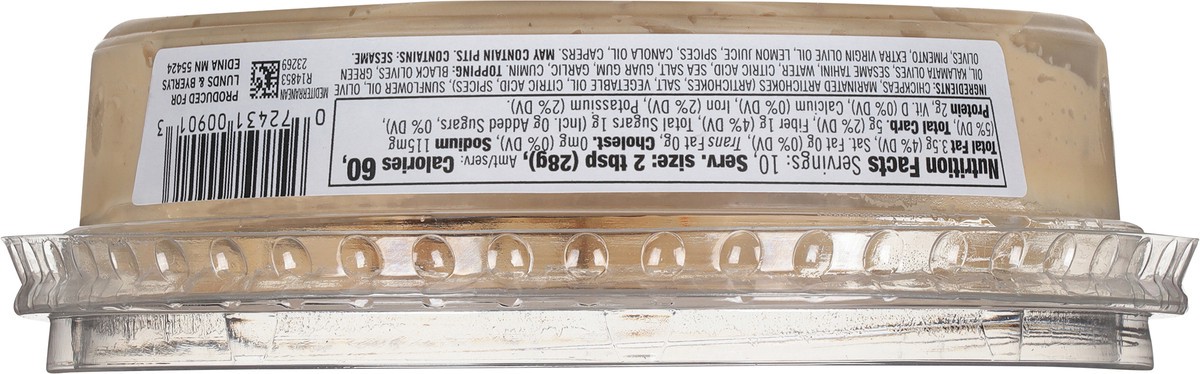 Nutrition Facts Servings: 10, Serv. size: 2 tbsp (28g), Amt/serv: Calories 60,
Total Fat 3.5g (4% DV), Sat. Fat 0g (0% DV), Trans Fat 0g, Cholest. 0mg (0% DV), Sodium 115mg
(5% DV), Total Carb. 5g (2% DV), Fiber 1g (4% DV), Total Sugars 1g (Incl. 0g Added Sugars, 0% DV),
Protein 2g, Vit D. (0% DV), Calcium (0% DV), Iron (2% DV), Potassium (2% DV).
INGREDIENTS: CHICKPEAS, MARINATED ARTICHOKES (ARTICHOKES, SALT, VEGETABLE OIL, CITRIC ACID, SPICES), SUNFLOWER OIL, OLIVE
OIL, KALAMATA OLIVES, SESAME TAHINI, WATER, CITRIC ACID, SEA SALT, GUAR GUM, GARLIC, CUMIN. TOPPING: BLACK OLIVES, GREEN
OLIVES, PIMENTO, EXTRA VIRGIN OLIVE OIL, LEMON JUICE, SPICES, CANOLA OIL, CAPERS. MAY CONTAIN PITS. CONTAINS: SESAME.
0 72431 00901 3
MEDITERRANEAN
R14853
23269
PRODUCED FOR
LUNDS & BYERLYS
EDINA MN 55424